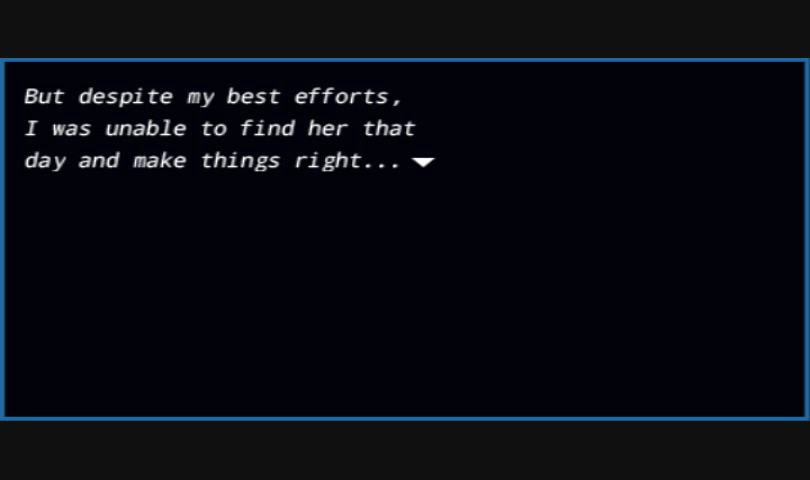 But despite my best efforts,
I was unable to find her that
day and make things right...